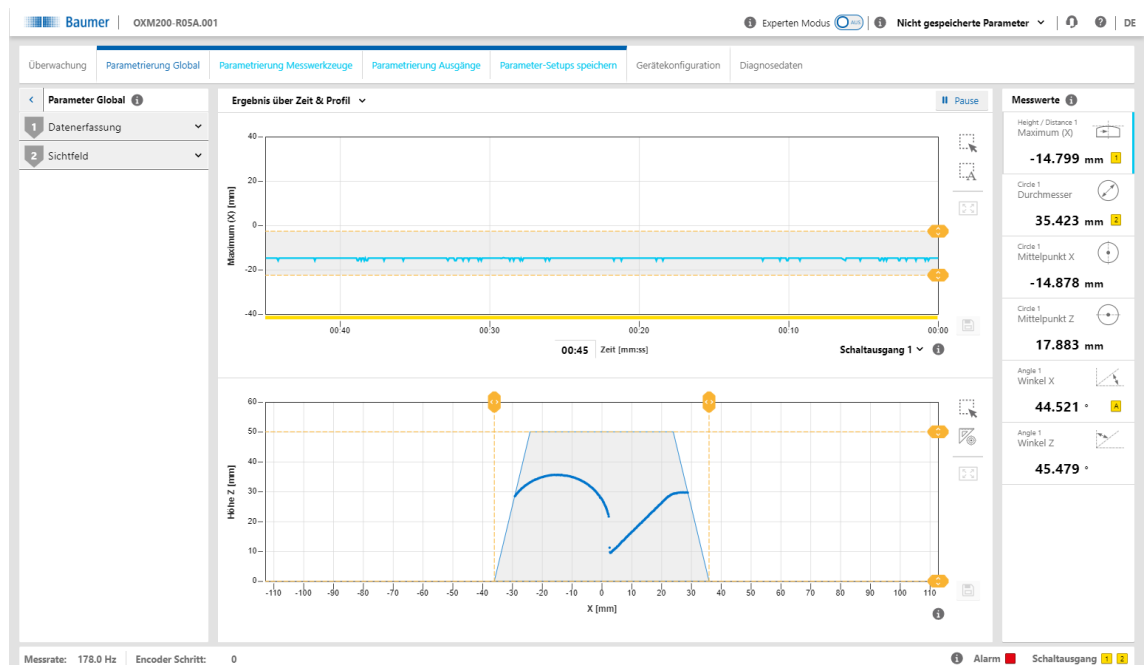 Baumer OXM200-R05A.001 Experten Modus AUS Nicht gespeicherte Parameter DE
Überwachung Parametrierung Global Parametrierung Messwerkzeuge Parametrierung Ausgänge Parameter-Setups speichern Gerätekonfiguration Diagnosedaten
Parameter Global
1 Datenerfassung
2 Sichtfeld
Ergebnis über Zeit & Profil Pause
Maximum (X) [mm]
40
20
0
-20
-40
00:40 00:30 00:20 00:10 00:00
00:45 Zeit [mm:ss] Schaltausgang 1
Höhe Z [mm]
60
50
40
30
20
10
0
-110 -100 -90 -80 -70 -60 -50 -40 -30 -20 -10 0 10 20 30 40 50 60 70 80 90 100 110
X [mm]
Messwerte
Height / Distance 1
Maximum (X)
-14.799 mm 1
Circle 1
Durchmesser
35.423 mm 2
Circle 1
Mittelpunkt X
-14.878 mm
Circle 1
Mittelpunkt Z
17.883 mm
Angle 1
Winkel X
44.521 ° A
Angle 1
Winkel Z
45.479 °
Messrate: 178.0 Hz Encoder Schritt: 0 Alarm Schaltausgang 1 2